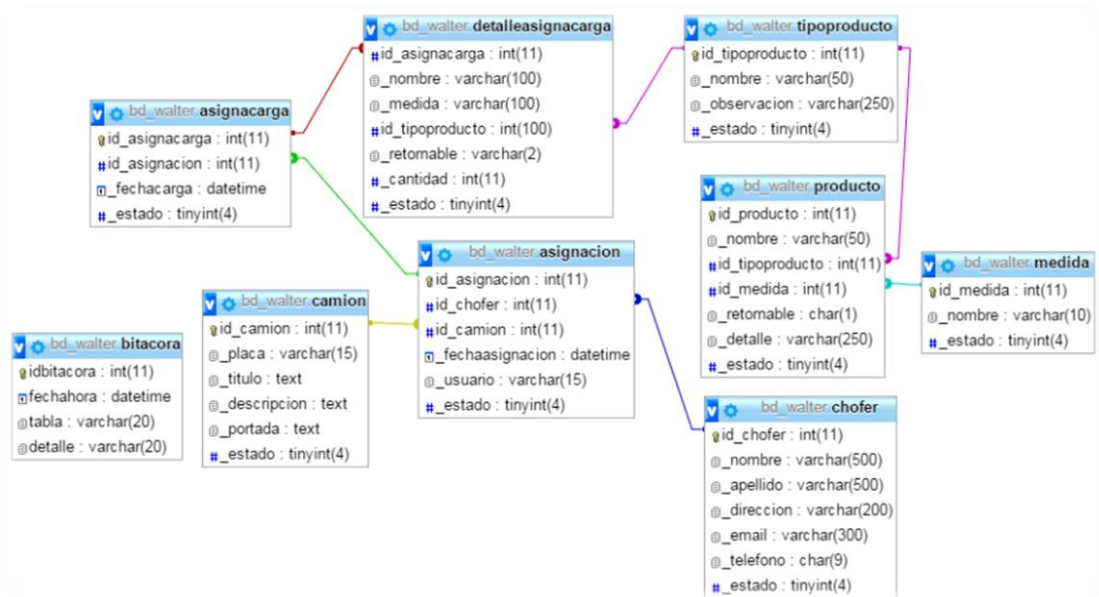 bd_walter.detalleasignacarga
#id_asignacarga : int(11)
_nombre : varchar(100)
_medida : varchar(100)
#id_tipoproducto : int(100)
_retornable : varchar(2)
#_cantidad : int(11)
#_estado : tinyint(4)
bd_walter.tipoproducto
id_tipoproducto : int(11)
_nombre : varchar(50)
_observacion : varchar(250)
#_estado : tinyint(4)
bd_walter.asignacarga
id_asignacarga : int(11)
#id_asignacion : int(11)
_fechacarga : datetime
#_estado : tinyint(4)
bd_walter.producto
id_producto : int(11)
_nombre : varchar(50)
#id_tipoproducto : int(11)
#id_medida : int(11)
_retornable : char(1)
_detalle : varchar(250)
#_estado : tinyint(4)
bd_walter.asignacion
id_asignacion : int(11)
#id_chofer : int(11)
#id_camion : int(11)
_fechaasignacion : datetime
_usuario : varchar(15)
#_estado : tinyint(4)
bd_walter.medida
id_medida : int(11)
_nombre : varchar(10)
#_estado : tinyint(4)
bd_walter.camion
id_camion : int(11)
_placa : varchar(15)
_titulo : text
_descripcion : text
_portada : text
#_estado : tinyint(4)
bd_walter.bitacora
idbitacora : int(11)
fechahora : datetime
tabla : varchar(20)
detalle : varchar(20)
bd_walter.chofer
id_chofer : int(11)
_nombre : varchar(500)
_apellido : varchar(500)
_direccion : varchar(200)
_email : varchar(300)
_telefono : char(9)
#_estado : tinyint(4)